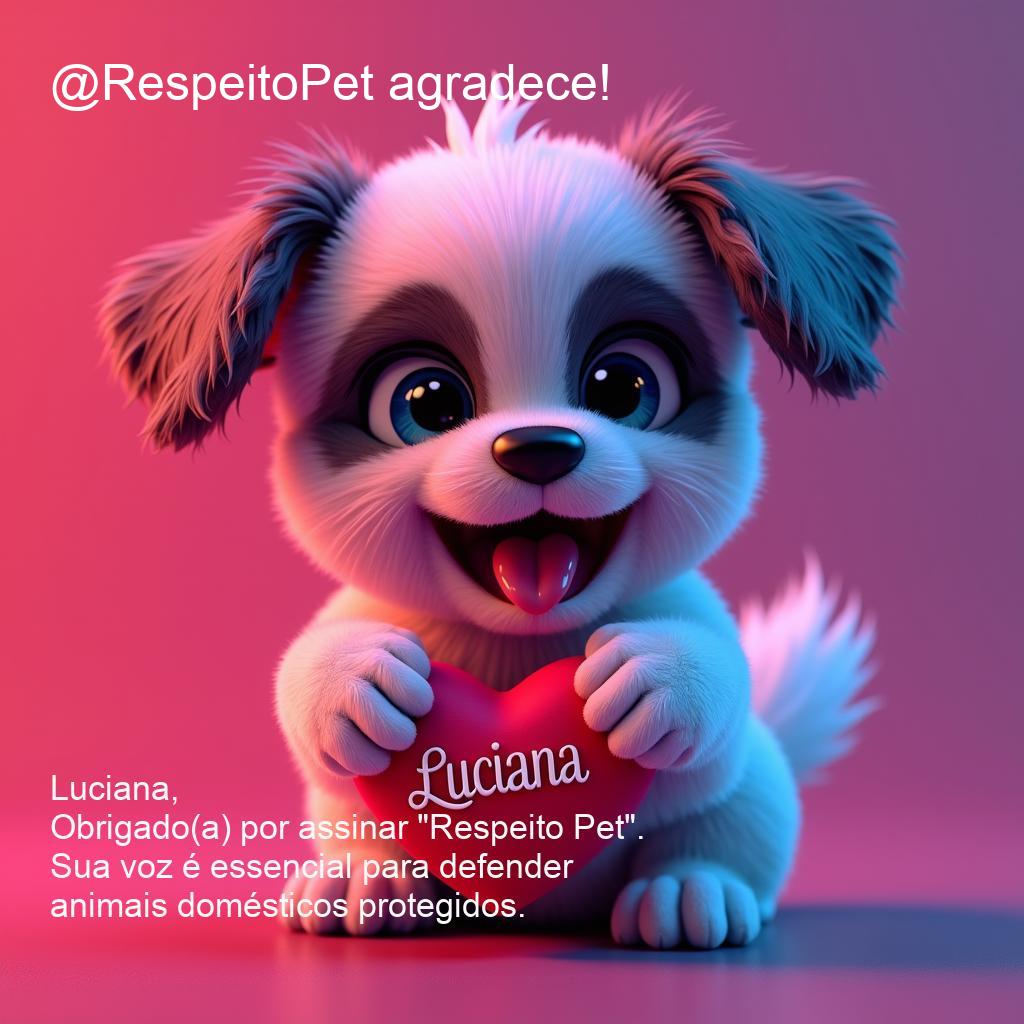 @RespeitoPet agradece!
Luciana
Luciana,
Obrigado(a) por assinar "Respeito Pet".
Sua voz é essencial para defender
animais domésticos protegidos.